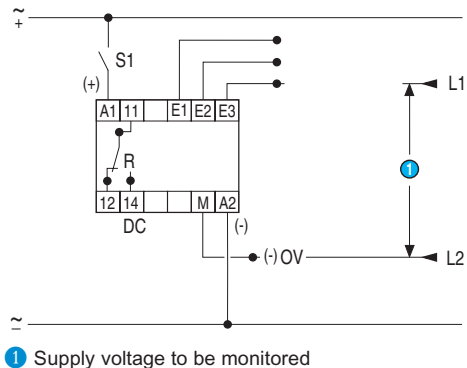 ~
+
S1
(+)
L1
A1 11 E1 E2 E3
1
R
12 14 M A2
DC (-)
(-) OV L2
~
–
1 Supply voltage to be monitored